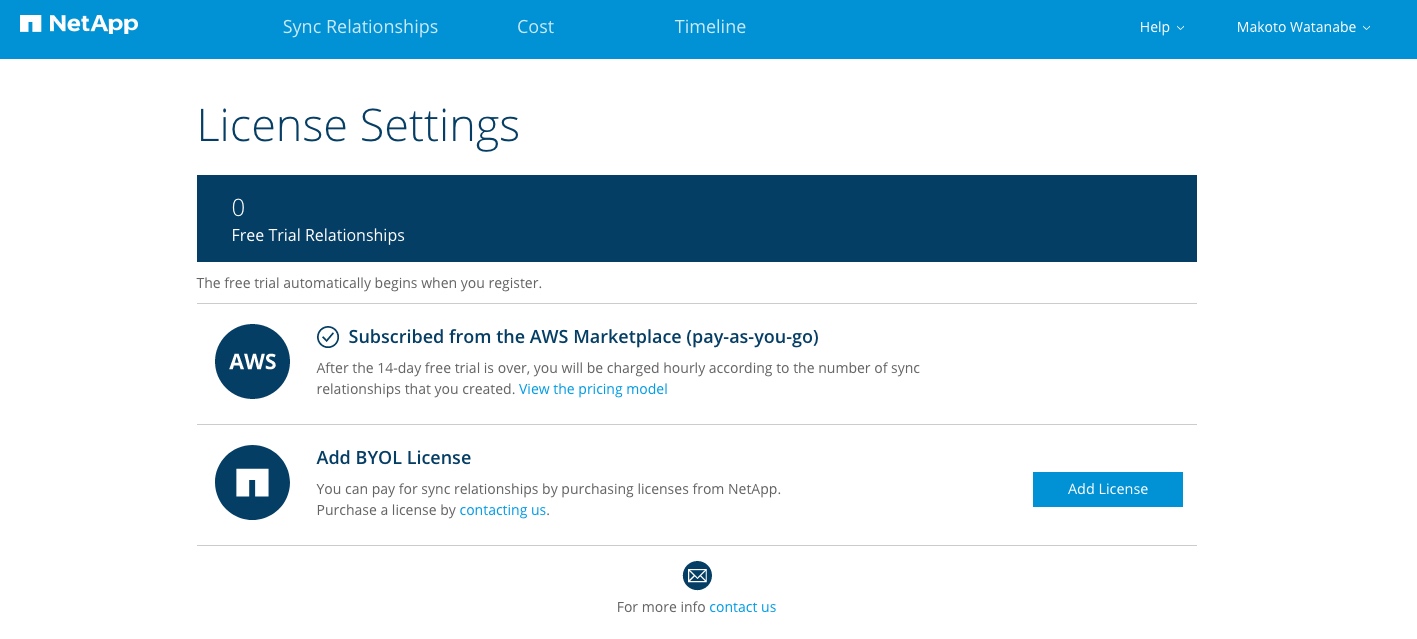 NetApp
Sync Relationships
Cost
Timeline
Help
Makoto Watanabe
License Settings
0
Free Trial Relationships
The free trial automatically begins when you register.
AWS
Subscribed from the AWS Marketplace (pay-as-you-go)
After the 14-day free trial is over, you will be charged hourly according to the number of sync
relationships that you created. View the pricing model
Add BYOL License
You can pay for sync relationships by purchasing licenses from NetApp.
Purchase a license by contacting us.
Add License
For more info contact us